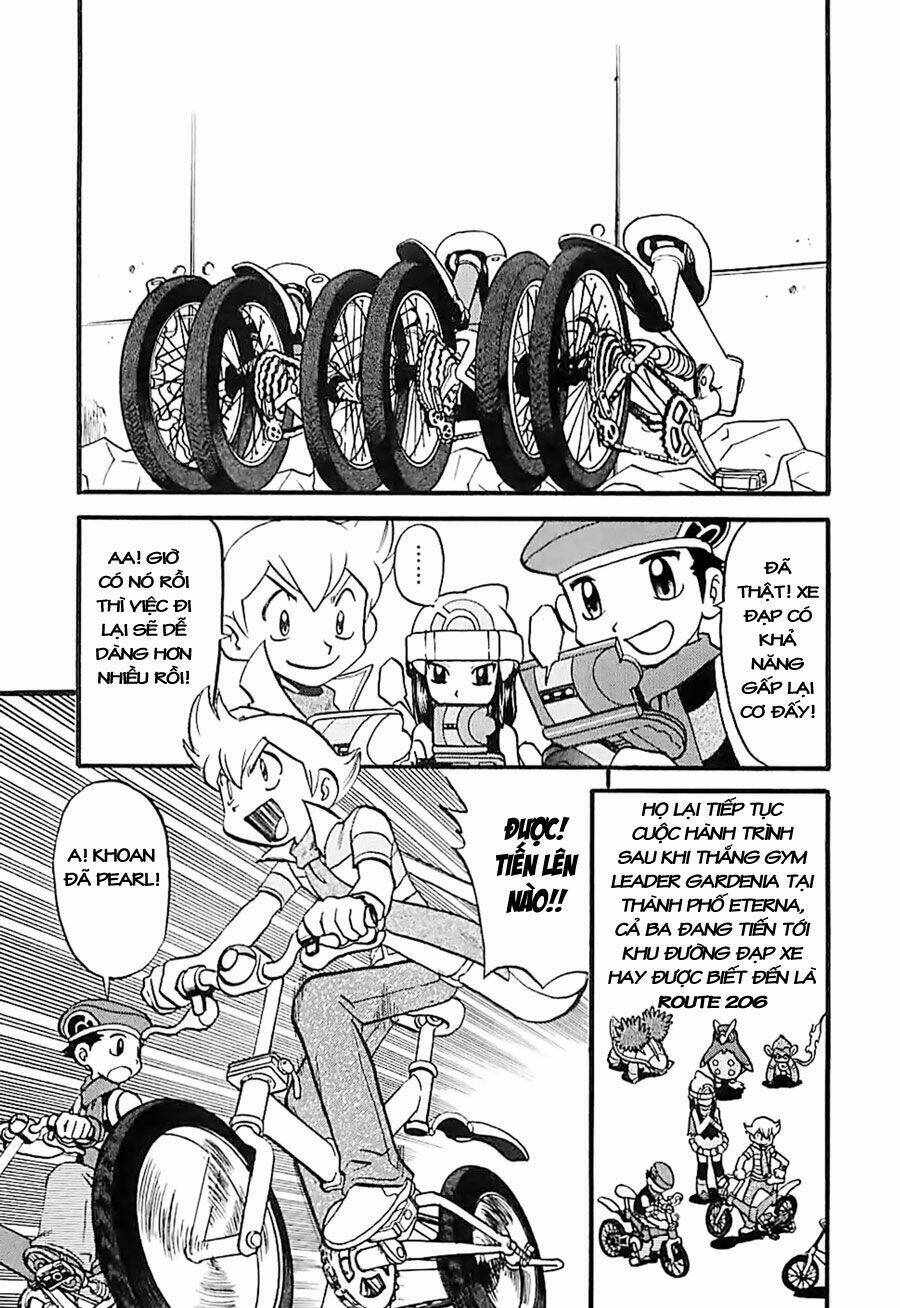 ĐÃ
THẬT! XE
ĐẠP CÓ
KHẢ
NĂNG
GẤP LẠI
CƠ ĐẤY!
......
AA! GIỜ
CÓ NÓ RỒI
THÌ VIỆC ĐI
LẠI SẼ DỄ
DÀNG HƠN
NHIỀU RỒI!
HỌ LẠI TIẾP TỤC
CUỘC HÀNH TRÌNH
SAU KHI THẮNG GYM
LEADER GARDENIA TẠI
THÀNH PHỐ ETERNA,
CẢ BA ĐANG TIẾN TỚI
KHU ĐƯỜNG ĐẠP XE
HAY ĐƯỢC BIẾT ĐẾN LÀ
ROUTE 206
ĐƯỢC!
TIẾN LÊN
NÀO!!
A! KHOAN
ĐÃ PEARL!